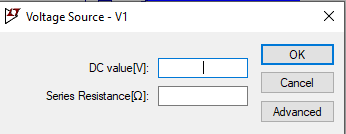 Voltage Source - V1
OK
DC value[V]:
Cancel
Series Resistance[Ω]:
Advanced